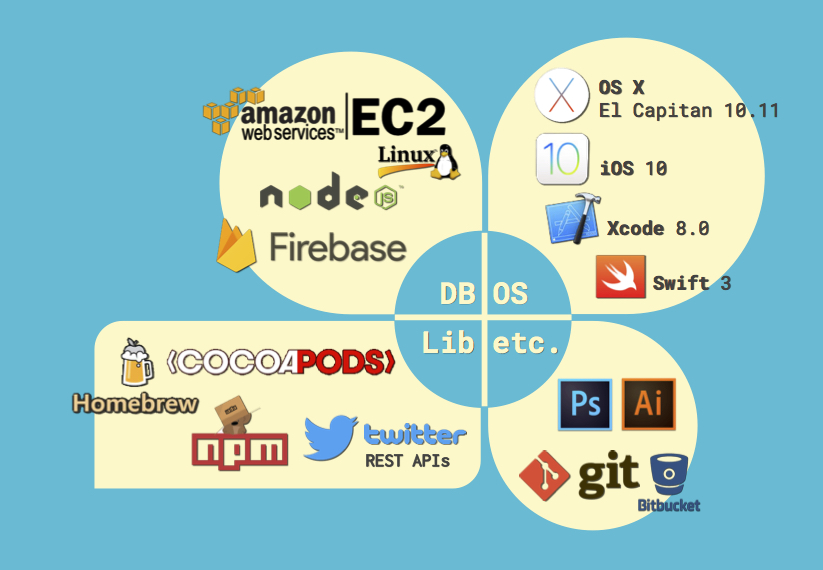 amazon
web services™
EC2
Linux
node
JS
™
Firebase
OS X
El Capitan 10.11
10
iOS 10
Xcode 8.0
Swift 3
DB
OS
Lib
etc.
COCOAPODS
Homebrew
npm
twitter
REST APIs
Ps
Ai
git
Bitbucket